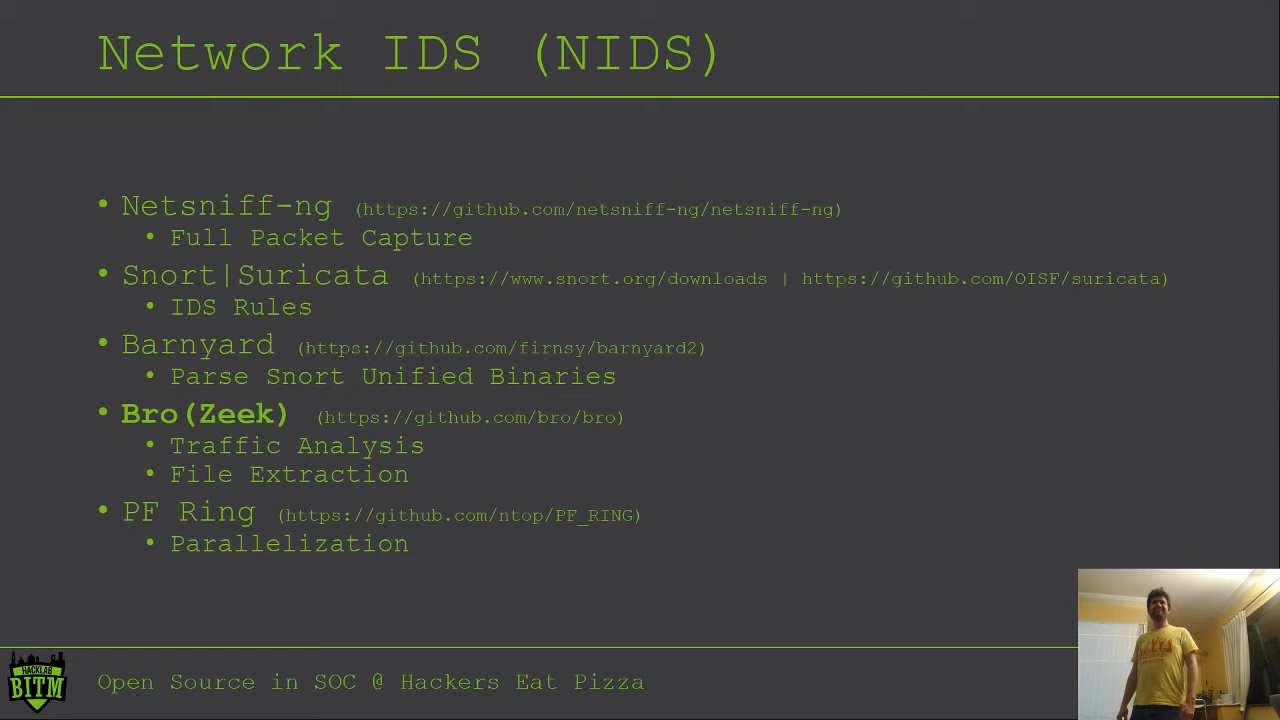 Network IDS (NIDS)
• Netsniff-ng (https://github.com/netsniff-ng/netsniff-ng)
• Full Packet Capture
• Snort|Suricata (https://www.snort.org/downloads | https://github.com/OISF/suricata)
• IDS Rules
• Barnyard (https://github.com/firnsy/barnyard2)
• Parse Snort Unified Binaries
• Bro(Zeek) (https://github.com/bro/bro)
• Traffic Analysis
• File Extraction
• PF Ring (https://github.com/ntop/PF_RING)
• Parallelization
HACKLAB
BITM
Open Source in SOC @ Hackers Eat Pizza